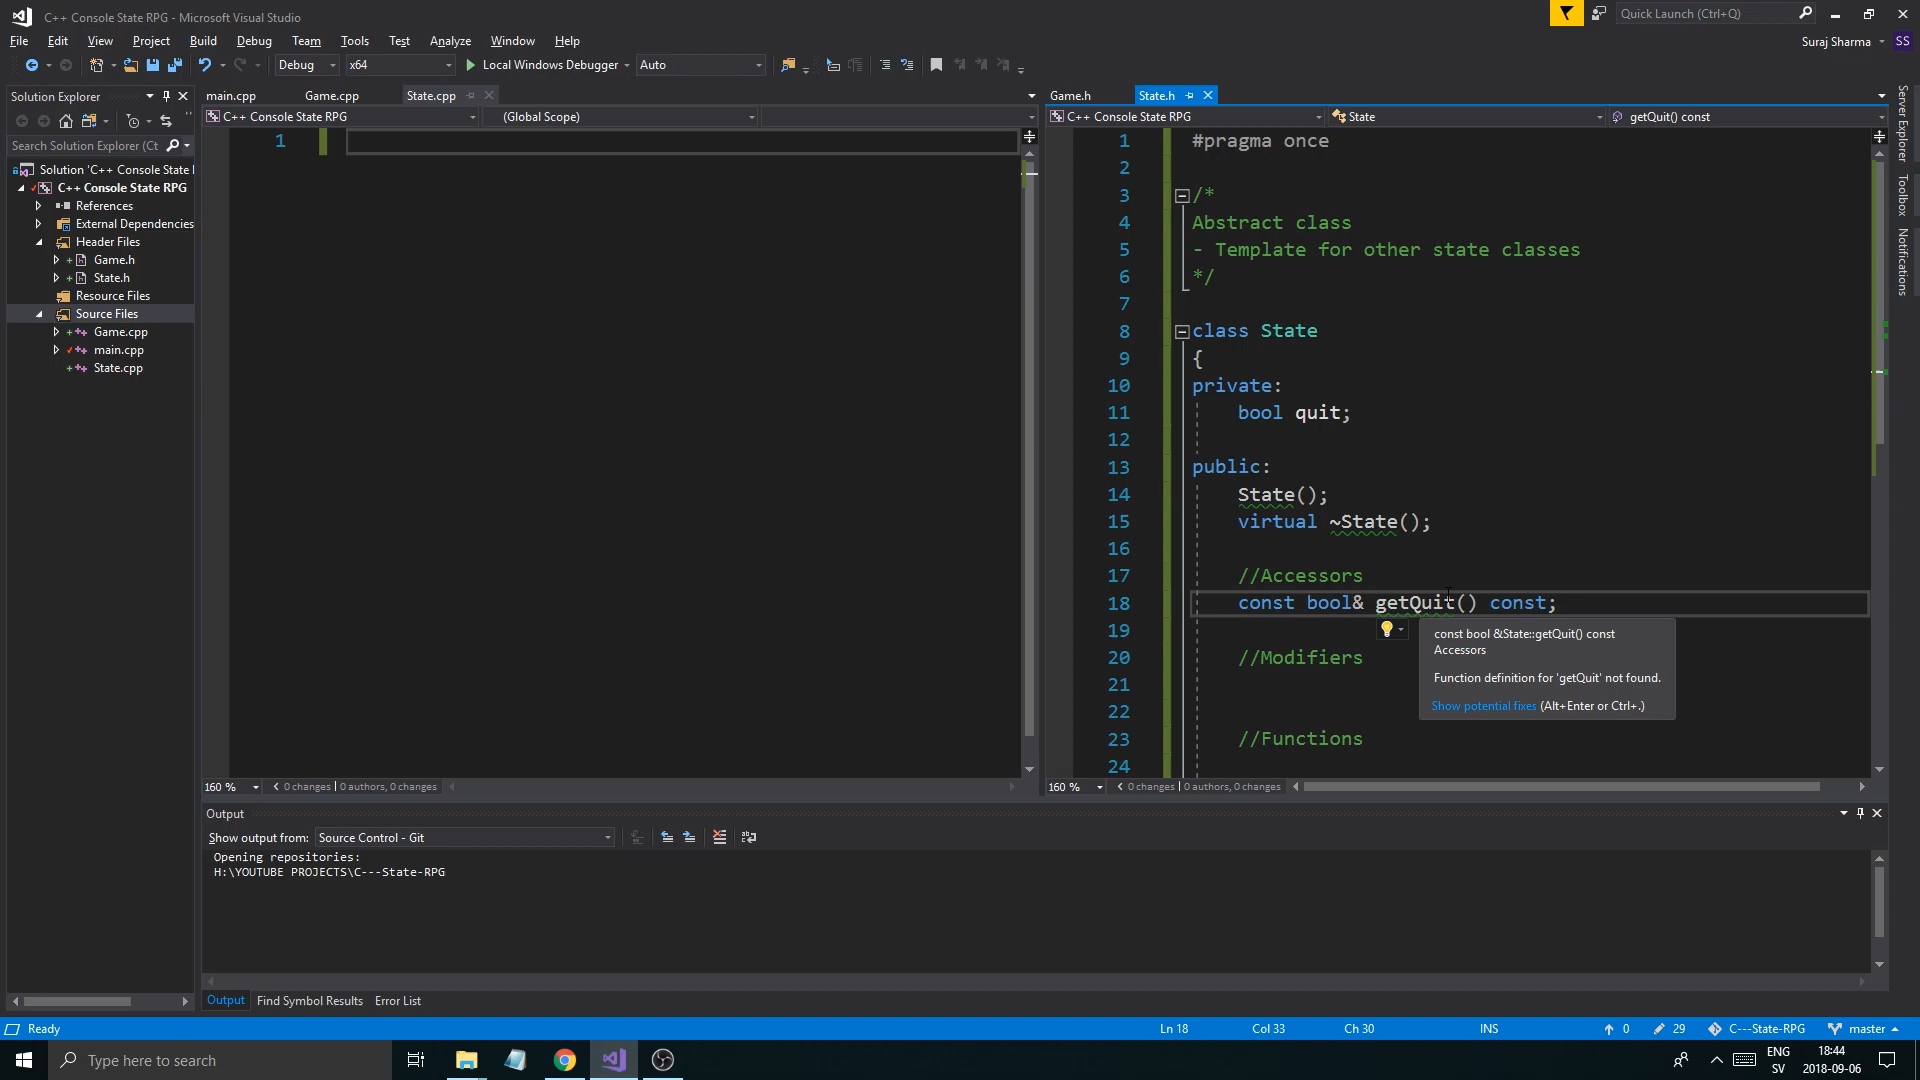 C++ Console State RPG - Microsoft Visual Studio
Quick Launch (Ctrl+Q)
File Edit View Project Build Debug Team Tools Test Analyze Window Help
Suraj Sharma SS
Debug x64 Local Windows Debugger Auto
Solution Explorer
Search Solution Explorer (Ct
Solution 'C++ Console State I
C++ Console State RPG
References
External Dependencies
Header Files
Game.h
State.h
Resource Files
Source Files
Game.cpp
main.cpp
State.cpp
main.cpp Game.cpp State.cpp
C++ Console State RPG (Global Scope)
1
160 % 0 changes | 0 authors, 0 changes
Game.h State.h
C++ Console State RPG State getQuit() const
1 #pragma once
2
3 /*
4 Abstract class
5 - Template for other state classes
6 */
7
8 class State
9 {
10 private:
11 bool quit;
12
13 public:
14 State();
15 virtual ~State();
16
17 //Accessors
18 const bool& getQuit() const;
19
20 //Modifiers
21
22
23 //Functions
24
const bool &State::getQuit() const
Accessors
Function definition for 'getQuit' not found.
Show potential fixes (Alt+Enter or Ctrl+.)
160 % 0 changes | 0 authors, 0 changes
Server Explorer
Toolbox
Notifications
Output
Show output from: Source Control - Git
Opening repositories:
H:\YOUTUBE PROJECTS\C---State-RPG
Output Find Symbol Results Error List
Ready Ln 18 Col 33 Ch 30 INS 0 29 C---State-RPG master
Type here to search
ENG
SV
18:44
2018-09-06